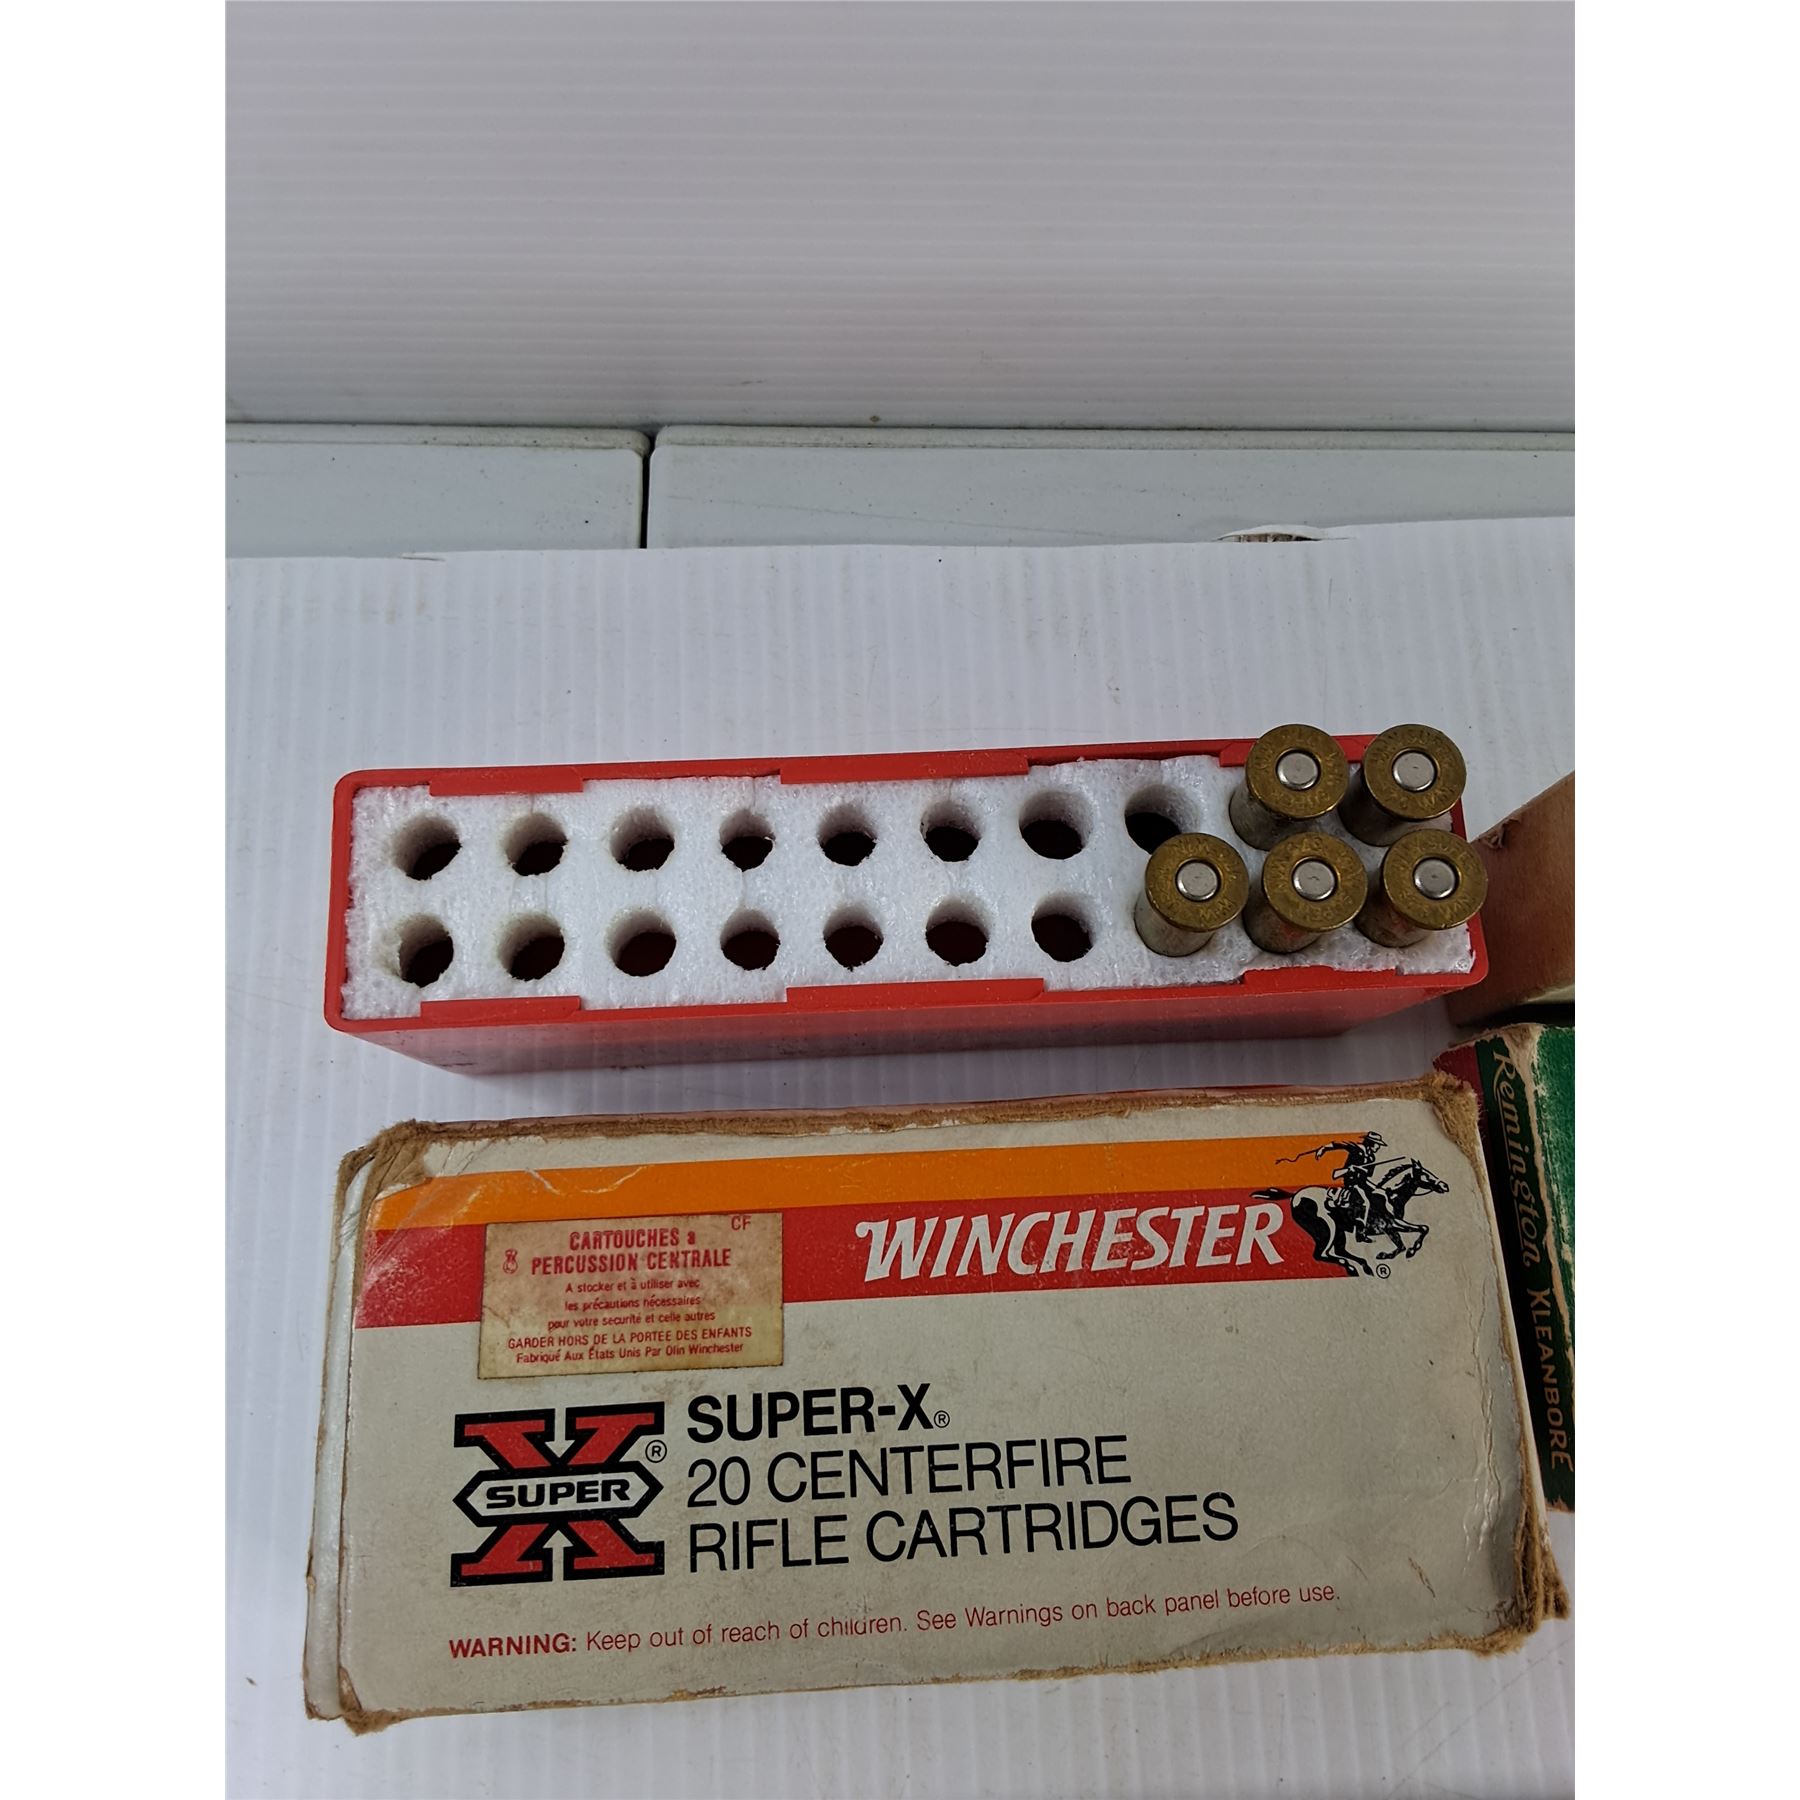 WINCHESTER®
CF
CARTOUCHES a
PERCUSSION CENTRALE
A stocker et à utiliser avec
les précautions nécessaires
pour votre sécurité et celle autres
GARDER HORS DE LA PORTÉE DES ENFANTS
Fabriqué Aux États Unis Par Olin Winchester
SUPER®
SUPER-X®
20 CENTERFIRE
RIFLE CARTRIDGES
WARNING: Keep out of reach of children. See Warnings on back panel before use.
Remington
KLEANBORE